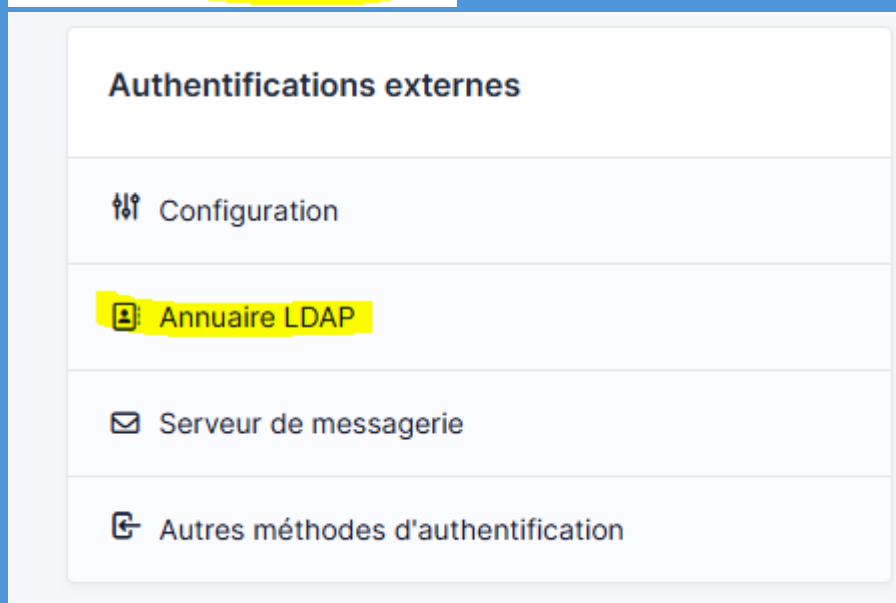 Authentifications externes
Configuration
Annuaire LDAP
Serveur de messagerie
Autres méthodes d'authentification